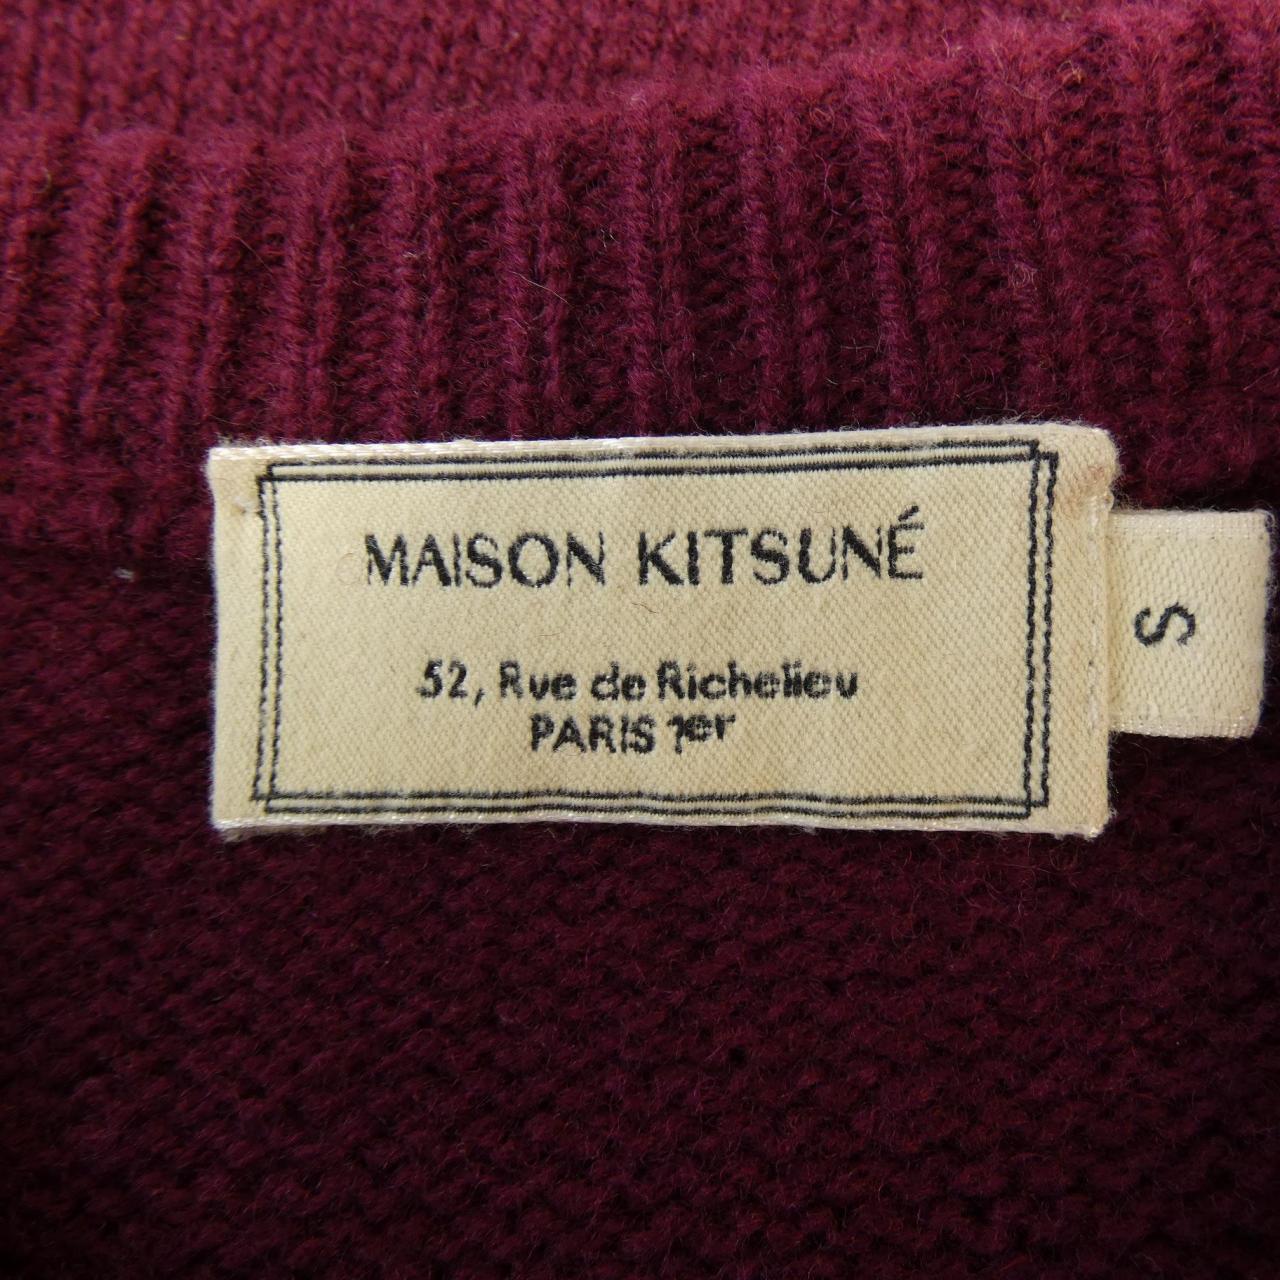 MAISON KITSUNÉ
52, Rue de Richelieu
PARIS 1er
S